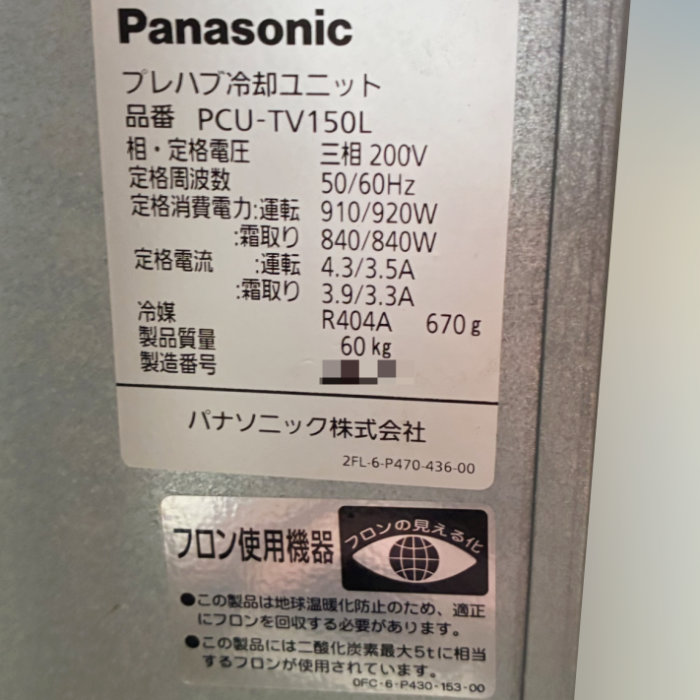 Panasonic
プレハブ冷却ユニット
品番 PCU-TV150L
相・定格電圧 三相 200V
定格周波数 50/60Hz
定格消費電力:運転 910/920W
:霜取り 840/840W
定格電流 :運転 4.3/3.5A
:霜取り 3.9/3.3A
冷媒 R404A 670g
製品質量 60kg
製造番号
パナソニック株式会社
2FL-6-P470-436-00
フロン使用機器
フロンの見える化
●この製品は地球温暖化防止のため、適正
にフロンを回収する必要があります。
●この製品には二酸化炭素最大5tに相当
するフロンが使用されています。
0FC-6-P430-153-00